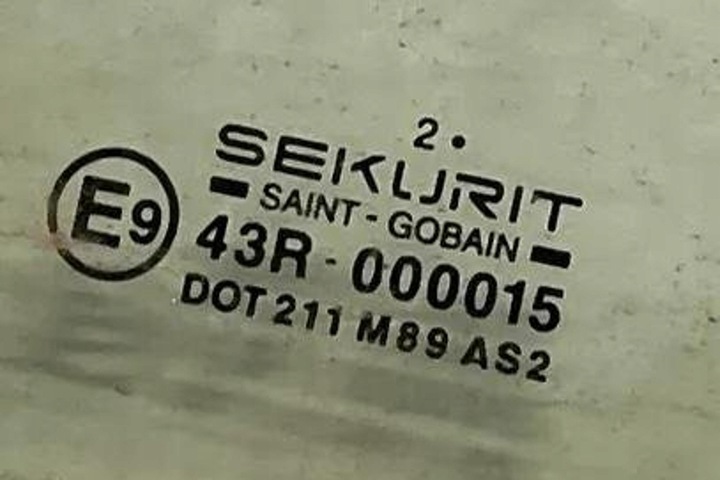 2 •
SEKURIT
SAINT-GOBAIN
E9
43R-000015
DOT 211 M89 AS2